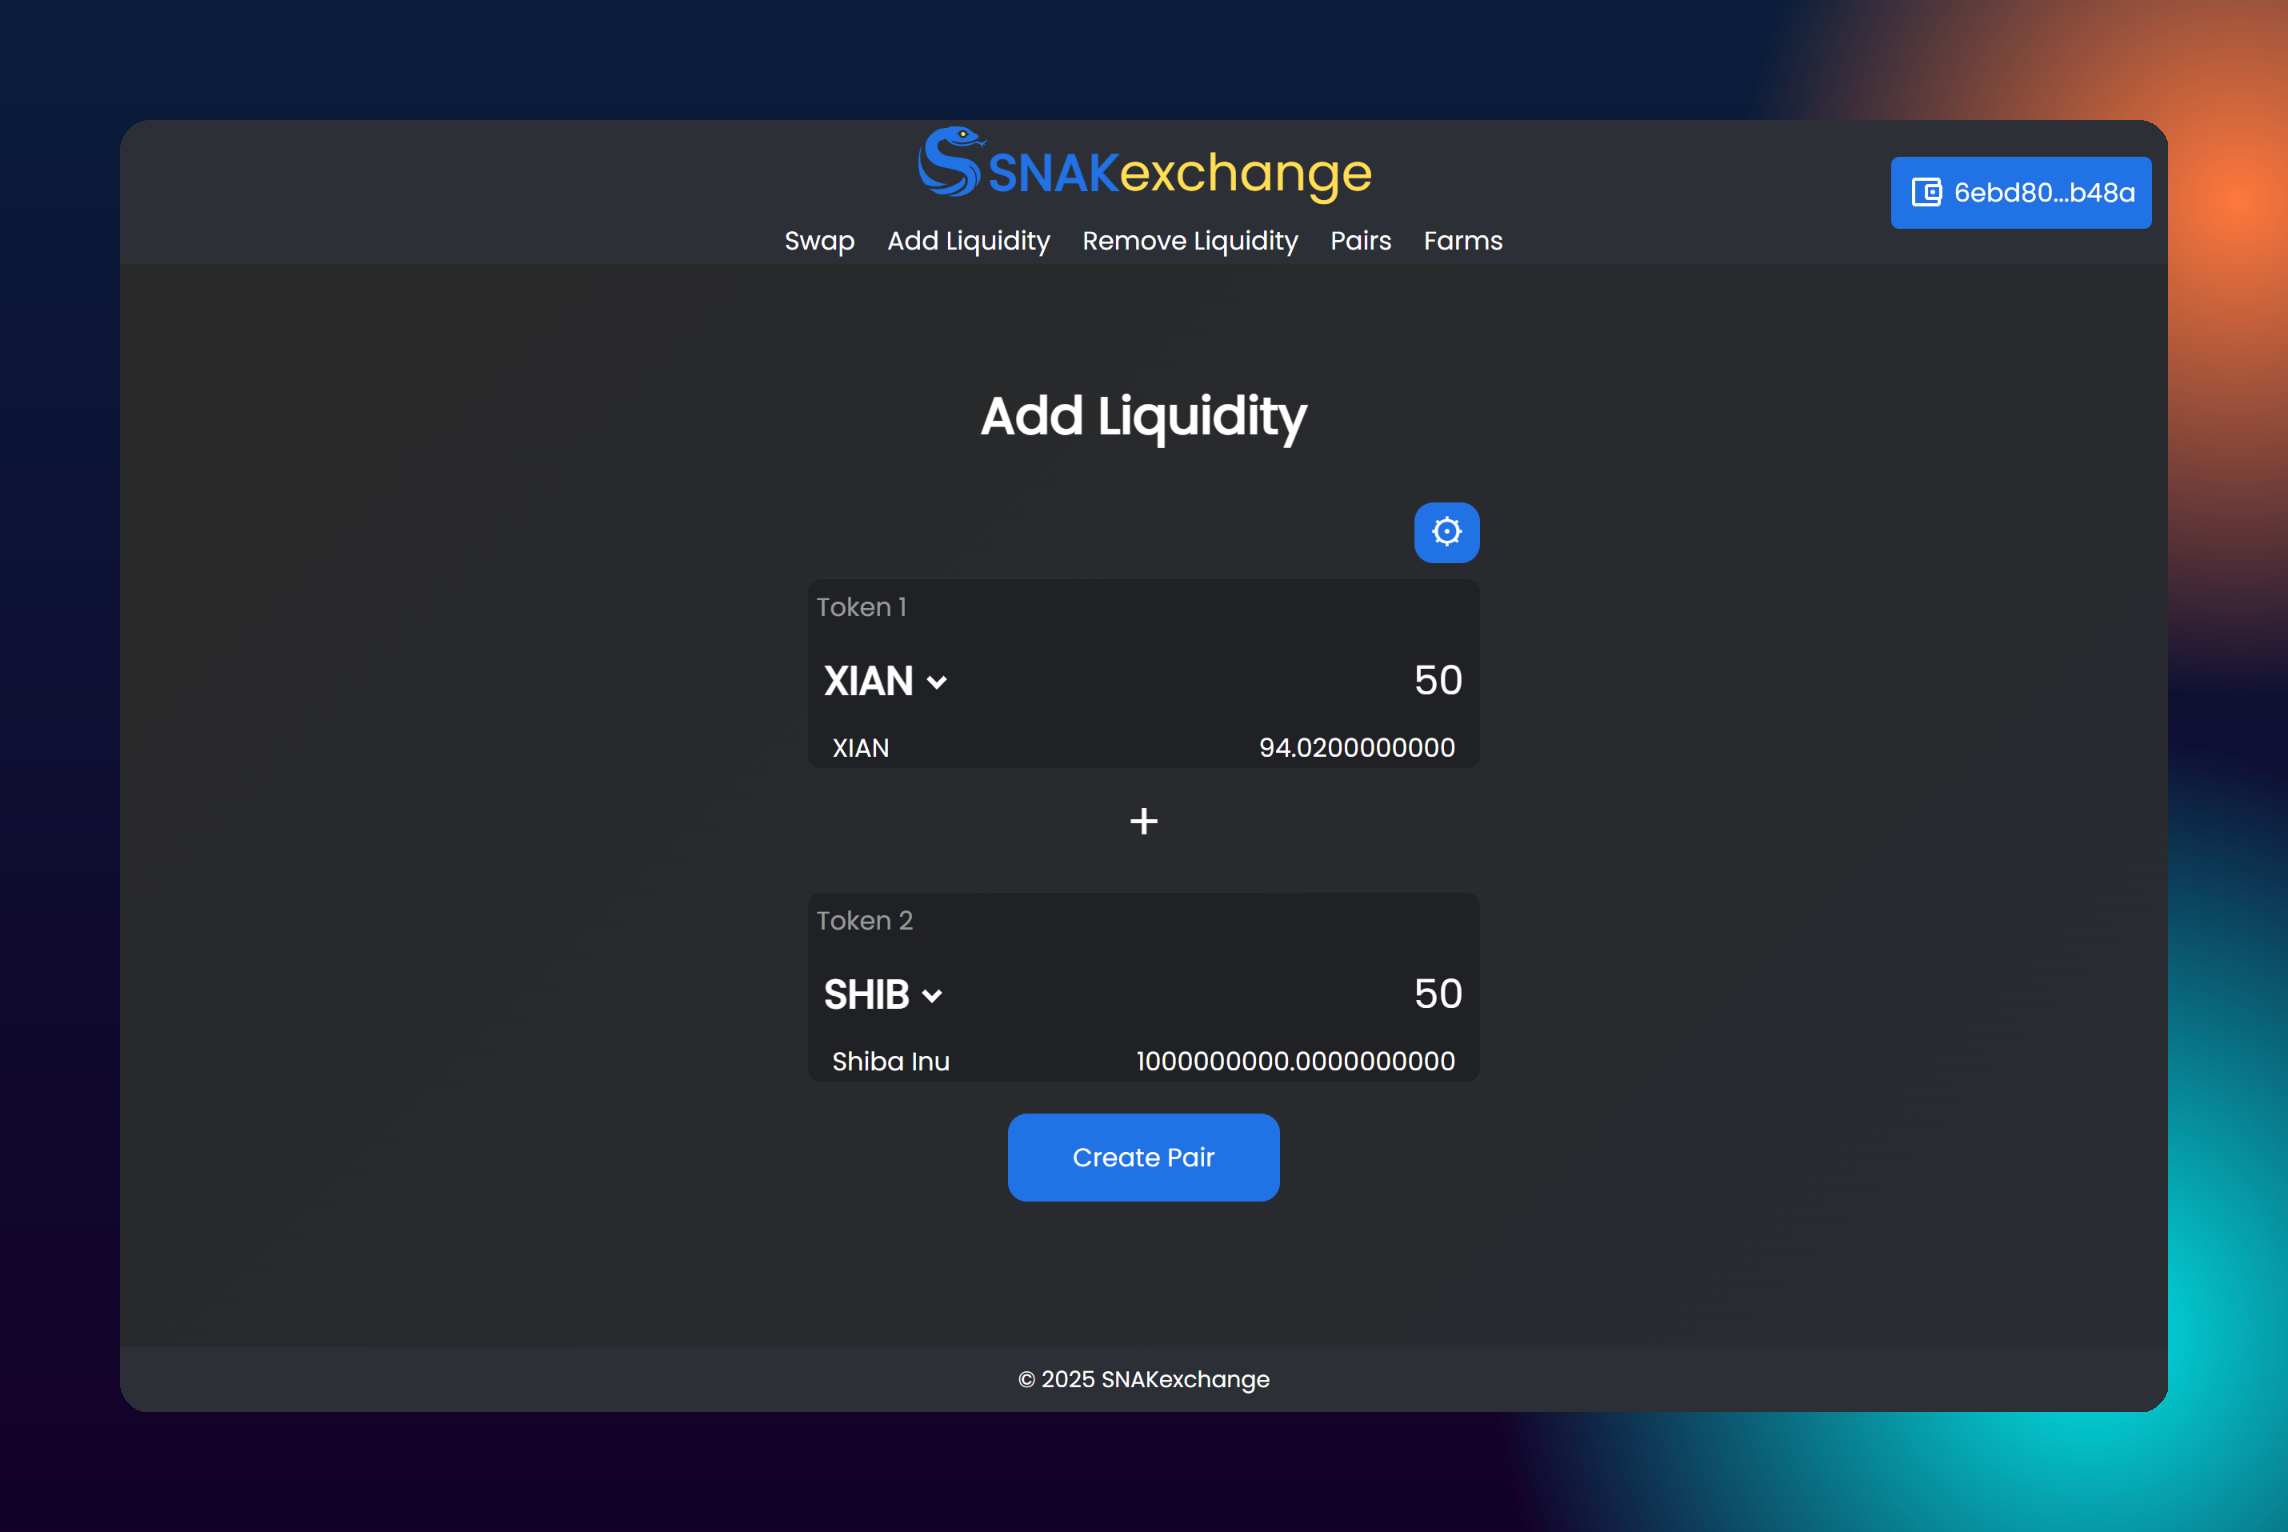 SNAKexchange
6ebd80...b48a
Swap Add Liquidity Remove Liquidity Pairs Farms
Add Liquidity
Token 1
XIAN 50
XIAN 94.0200000000
+
Token 2
SHIB 50
Shiba Inu 1000000000.0000000000
Create Pair
© 2025 SNAKexchange